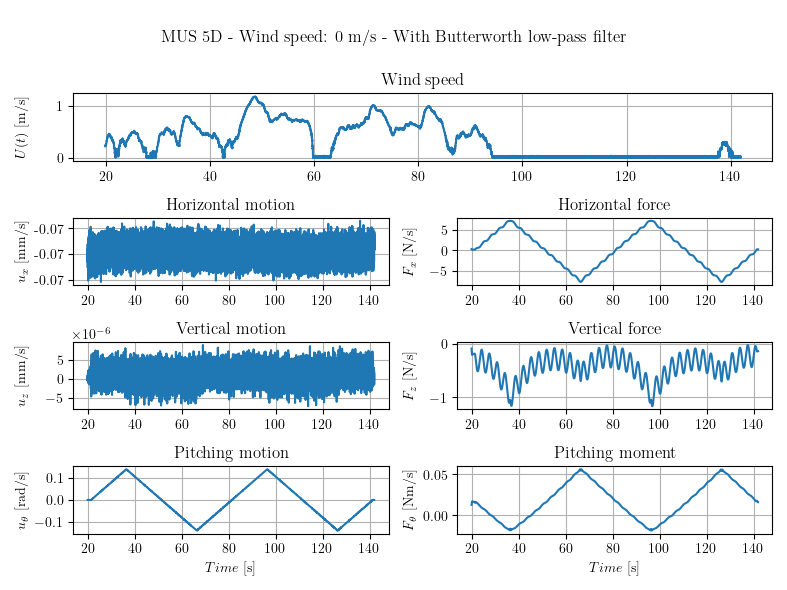 MUS 5D - Wind speed: 0 m/s - With Butterworth low-pass filter
Wind speed
U(t) [m/s]
1
0
20 40 60 80 100 120 140
Horizontal motion
u_x [mm/s]
-0.07
-0.07
-0.07
20 40 60 80 100 120 140
Horizontal force
F_x [N/s]
5
0
−5
20 40 60 80 100 120 140
Vertical motion
×10⁻⁶
u_z [mm/s]
5
0
−5
20 40 60 80 100 120 140
Vertical force
F_z [N/s]
0
−1
20 40 60 80 100 120 140
Pitching motion
u_θ [rad/s]
0.1
0.0
−0.1
20 40 60 80 100 120 140
Time [s]
Pitching moment
F_θ [Nm/s]
0.05
0.00
20 40 60 80 100 120 140
Time [s]